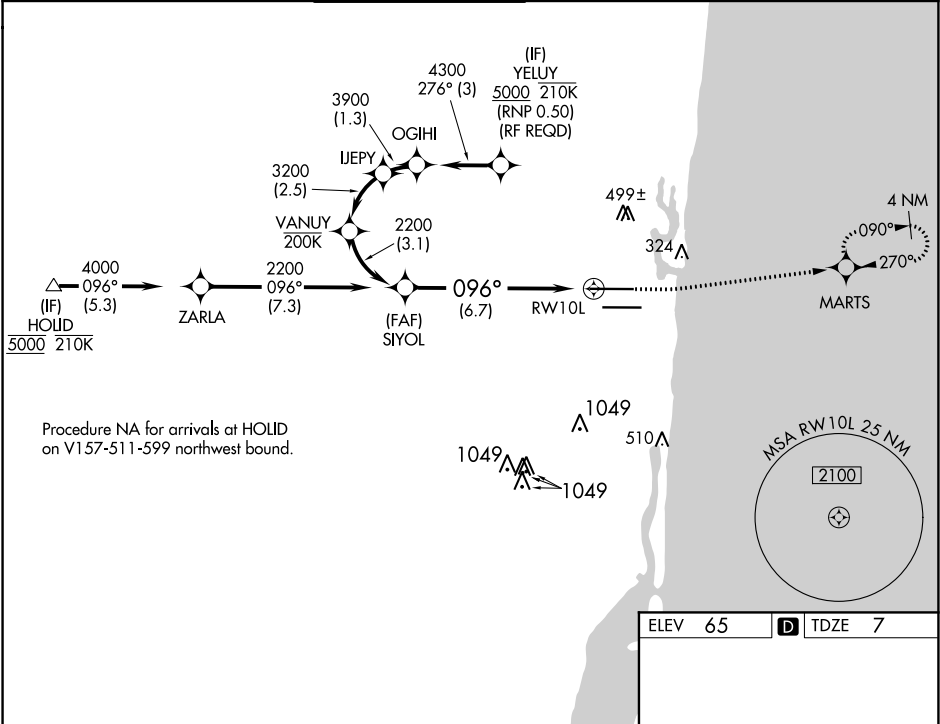 (IF)
YELUY
5000 210K
(RNP 0.50)
(RF REQD)
4300
276° (3)
3900
(1.3)
OGIHI
IJEPY
3200
(2.5)
VANUY
200K
2200
(3.1)
499±
324
4 NM
090°
270°
MARTS
4000
096°
(5.3)
(IF)
HOLID
5000 210K
ZARLA
2200
096°
(7.3)
(FAF)
SIYOL
096°
(6.7)
RW10L
Procedure NA for arrivals at HOLID
on V157-511-599 northwest bound.
1049
510
1049
1049
MSA RW10L 25 NM
2100
ELEV 65 D TDZE 7